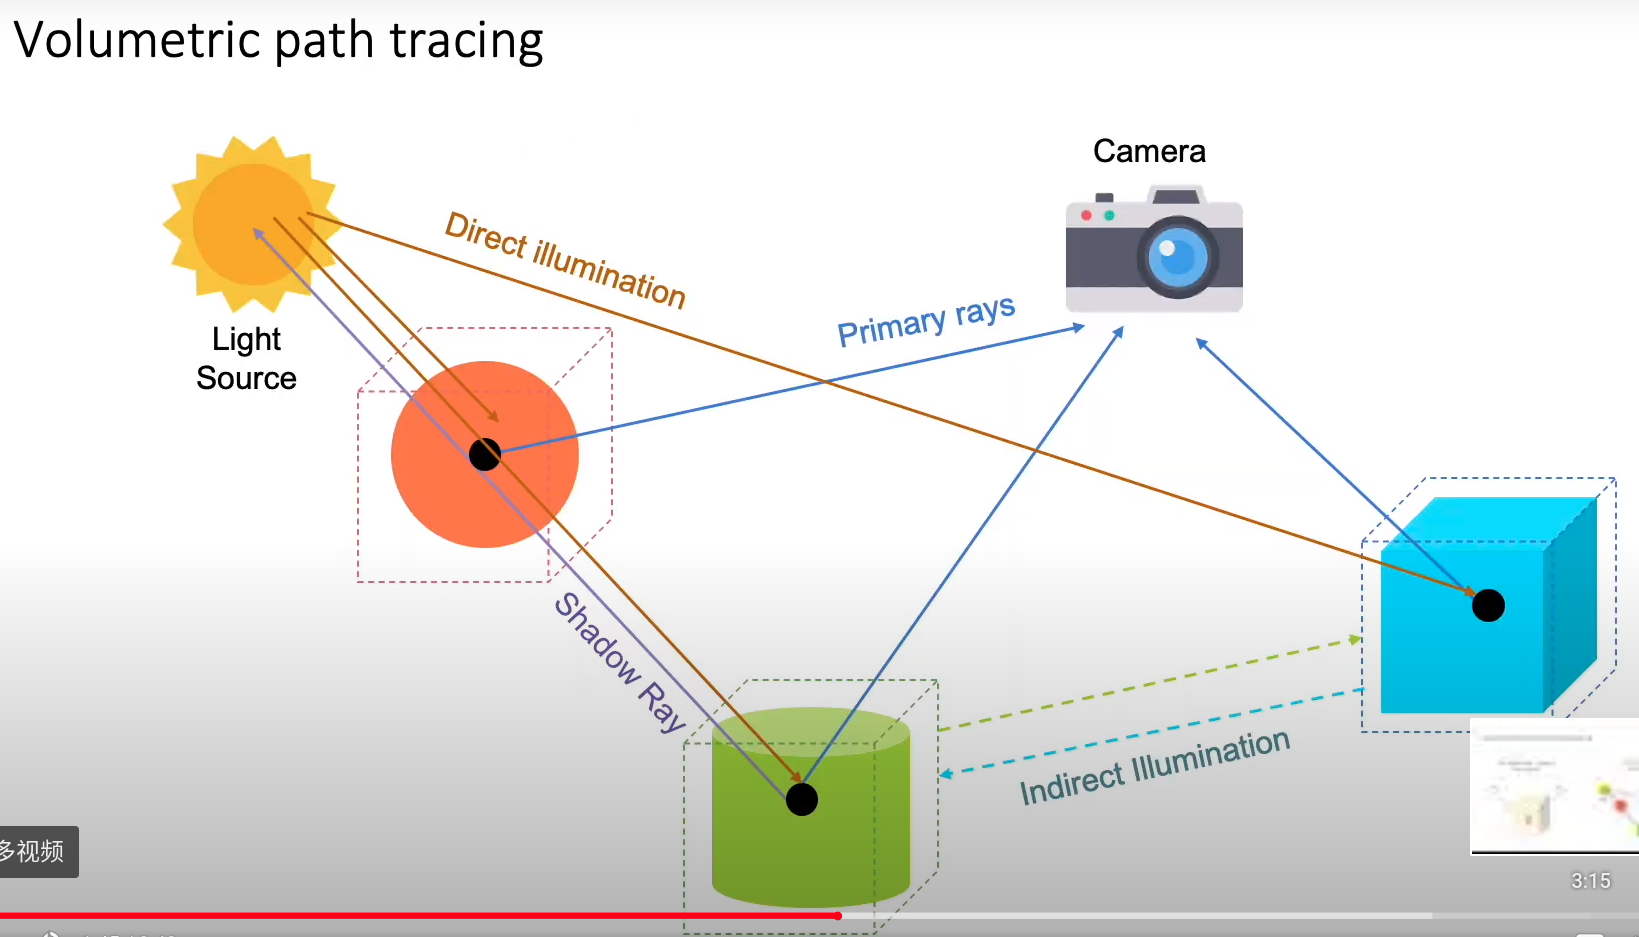 Volumetric path tracing
Camera
Direct illumination
Primary rays
Light
Source
Shadow Ray
Indirect Illumination
多视频
3:15